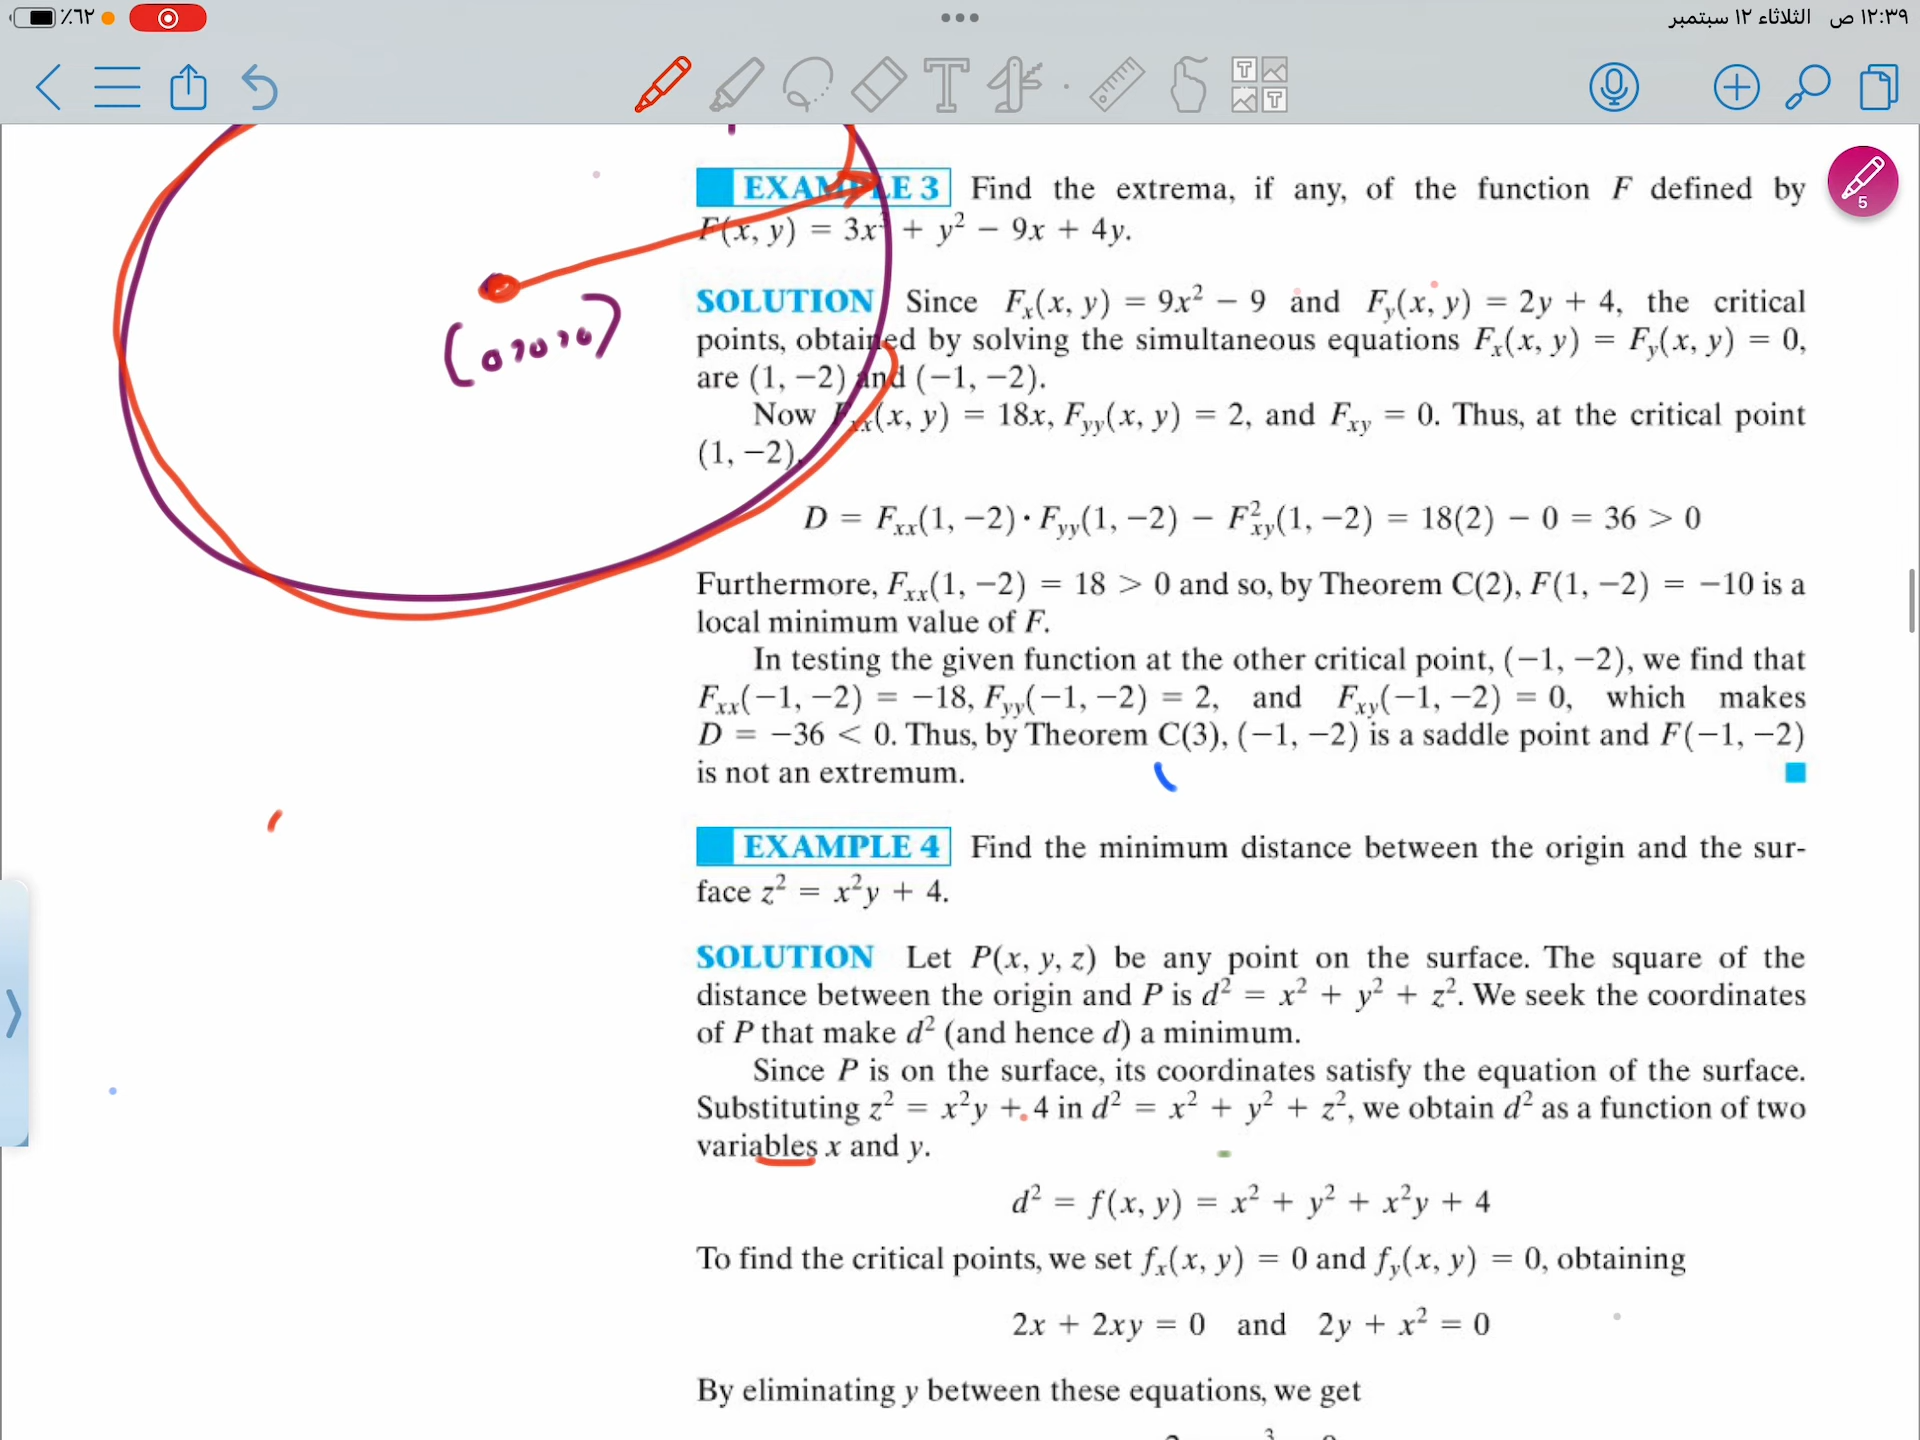 ٪٦٢
١٢:٣٩ ص الثلاثاء ١٢ سبتمبر
5
EXAMPLE 3 Find the extrema, if any, of the function F defined by
F(x, y) = 3x³ + y² − 9x + 4y.
(0,0,0)
SOLUTION Since Fₓ(x, y) = 9x² − 9 and F_y(x, y) = 2y + 4, the critical
points, obtained by solving the simultaneous equations Fₓ(x, y) = F_y(x, y) = 0,
are (1, −2) and (−1, −2).
Now Fₓₓ(x, y) = 18x, F_yy(x, y) = 2, and F_xy = 0. Thus, at the critical point
(1, −2),
D = Fₓₓ(1, −2) · F_yy(1, −2) − F²_xy(1, −2) = 18(2) − 0 = 36 > 0
Furthermore, Fₓₓ(1, −2) = 18 > 0 and so, by Theorem C(2), F(1, −2) = −10 is a
local minimum value of F.
In testing the given function at the other critical point, (−1, −2), we find that
Fₓₓ(−1, −2) = −18, F_yy(−1, −2) = 2, and F_xy(−1, −2) = 0, which makes
D = −36 < 0. Thus, by Theorem C(3), (−1, −2) is a saddle point and F(−1, −2)
is not an extremum.
EXAMPLE 4 Find the minimum distance between the origin and the sur-
face z² = x²y + 4.
SOLUTION Let P(x, y, z) be any point on the surface. The square of the
distance between the origin and P is d² = x² + y² + z². We seek the coordinates
of P that make d² (and hence d) a minimum.
Since P is on the surface, its coordinates satisfy the equation of the surface.
Substituting z² = x²y + 4 in d² = x² + y² + z², we obtain d² as a function of two
variables x and y.
d² = f(x, y) = x² + y² + x²y + 4
To find the critical points, we set fₓ(x, y) = 0 and f_y(x, y) = 0, obtaining
2x + 2xy = 0 and 2y + x² = 0
By eliminating y between these equations, we get